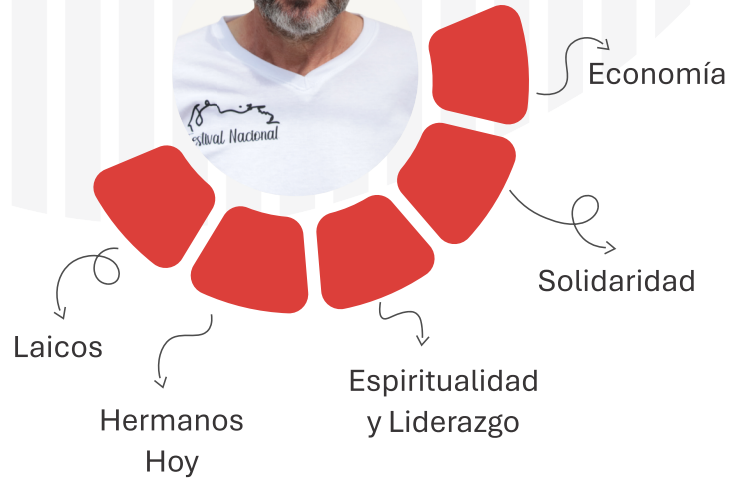 Festival Nacional
Economía
Solidaridad
Laicos
Espiritualidad
y Liderazgo
Hermanos
Hoy